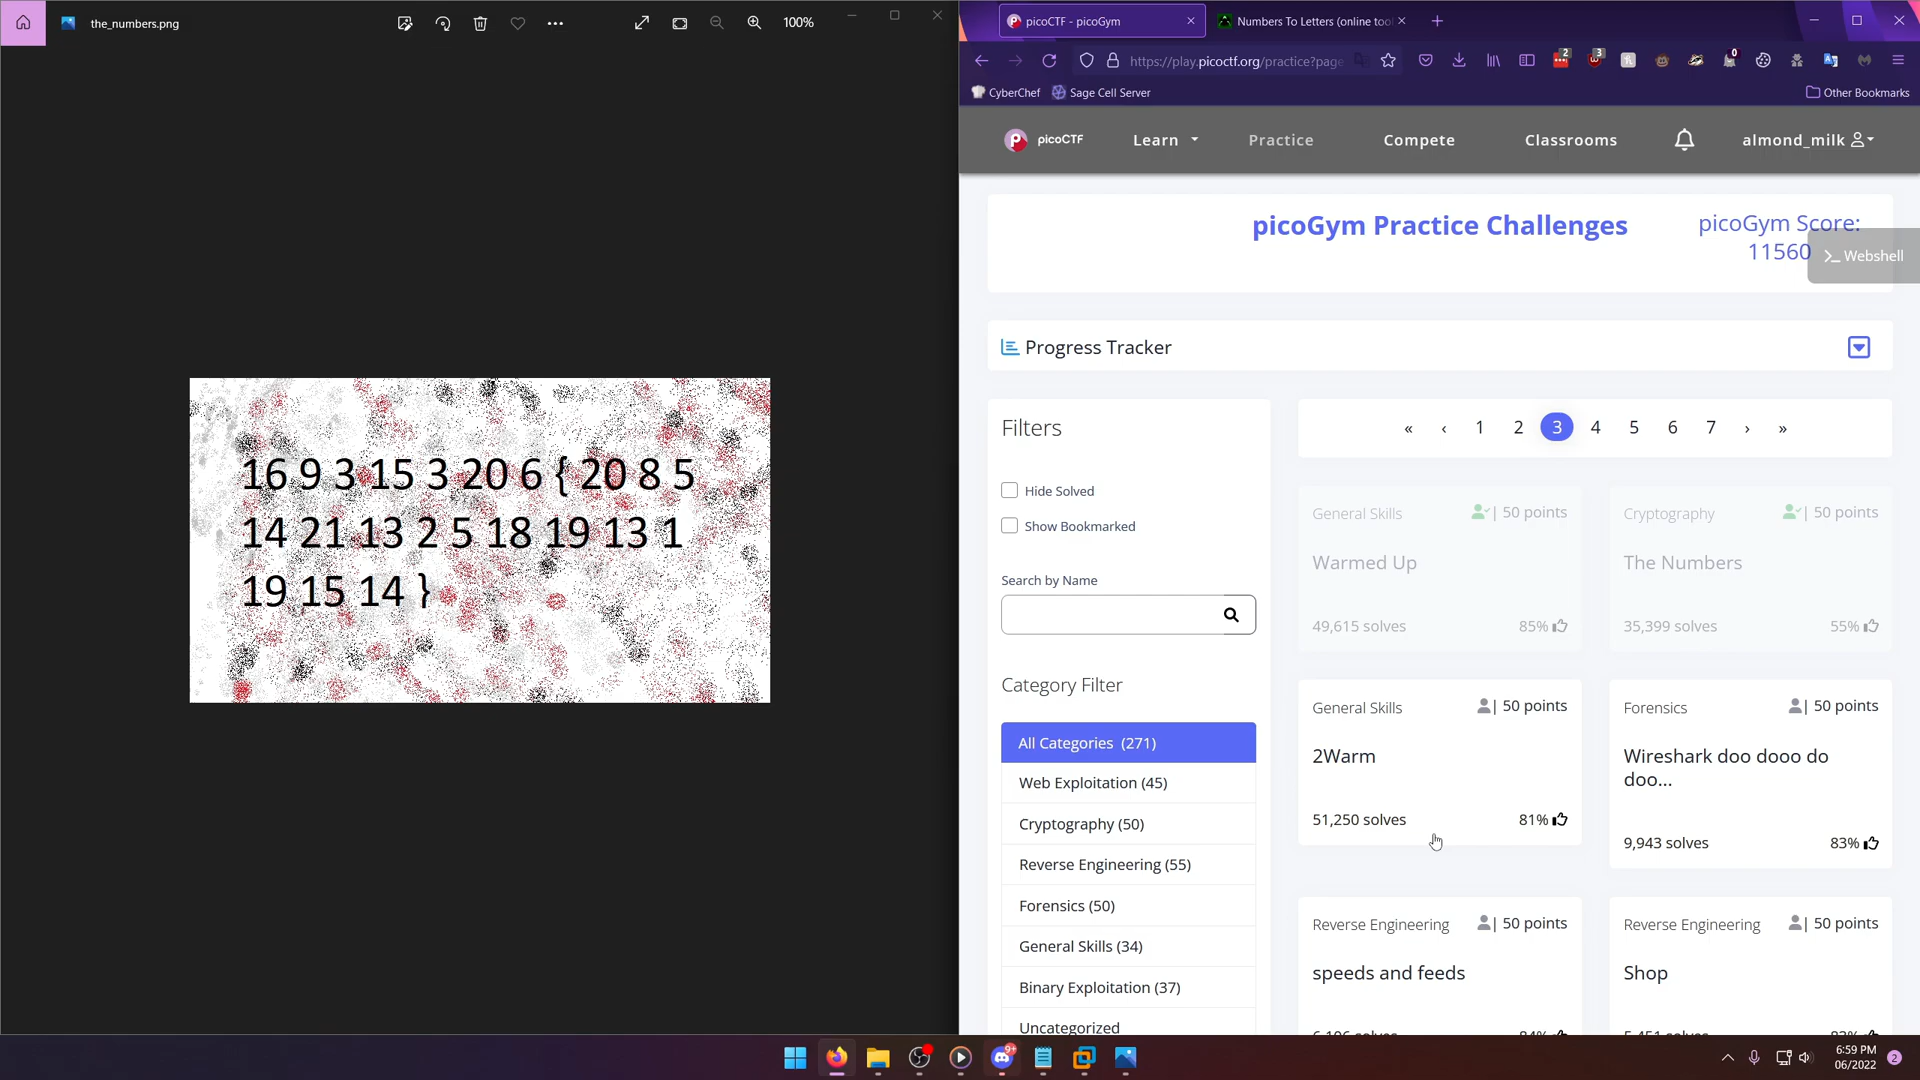 the_numbers.png
100%
16 9 3 15 3 20 6 { 20 8 5
14 21 13 2 5 18 19 13 1
19 15 14 }
picoCTF - picoGym
Numbers To Letters (online tool
https://play.picoctf.org/practice?page
2
3
0
CyberChef
Sage Cell Server
Other Bookmarks
picoCTF
Learn
Practice
Compete
Classrooms
almond_milk
picoGym Practice Challenges
picoGym Score:
11560
>_ Webshell
Progress Tracker
Filters
Hide Solved
Show Bookmarked
Search by Name
Category Filter
All Categories (271)
Web Exploitation (45)
Cryptography (50)
Reverse Engineering (55)
Forensics (50)
General Skills (34)
Binary Exploitation (37)
Uncategorized
« ‹ 1 2 3 4 5 6 7 › »
General Skills | 50 points
Warmed Up
49,615 solves 85%
Cryptography | 50 points
The Numbers
35,399 solves 55%
General Skills | 50 points
2Warm
51,250 solves 81%
Forensics | 50 points
Wireshark doo dooo do
doo...
9,943 solves 83%
Reverse Engineering | 50 points
speeds and feeds
Reverse Engineering | 50 points
Shop
9+
6:59 PM
06/2022
2